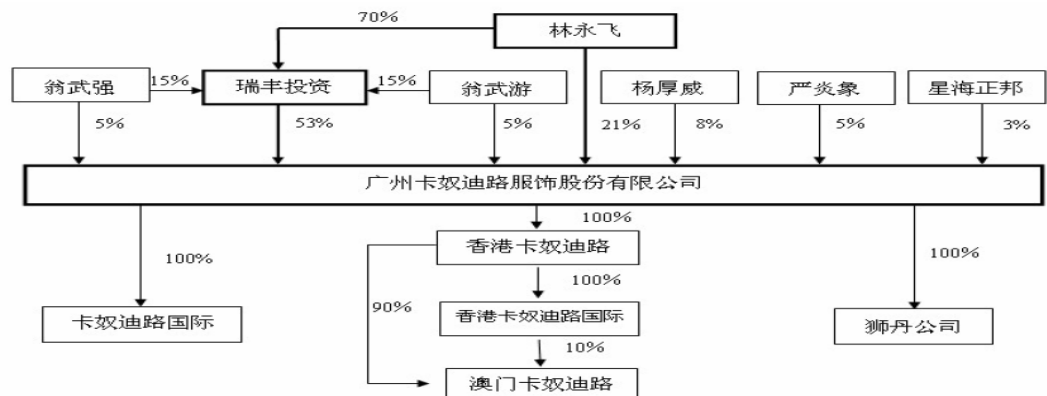 70%
林永飞
翁武强
15%
瑞丰投资
15%
翁武游
杨厚威
严炎象
星海正邦
5%
53%
5%
21%
8%
5%
3%
广州卡奴迪路服饰股份有限公司
100%
100%
100%
香港卡奴迪路
90%
100%
卡奴迪路国际
香港卡奴迪路国际
狮丹公司
10%
澳门卡奴迪路